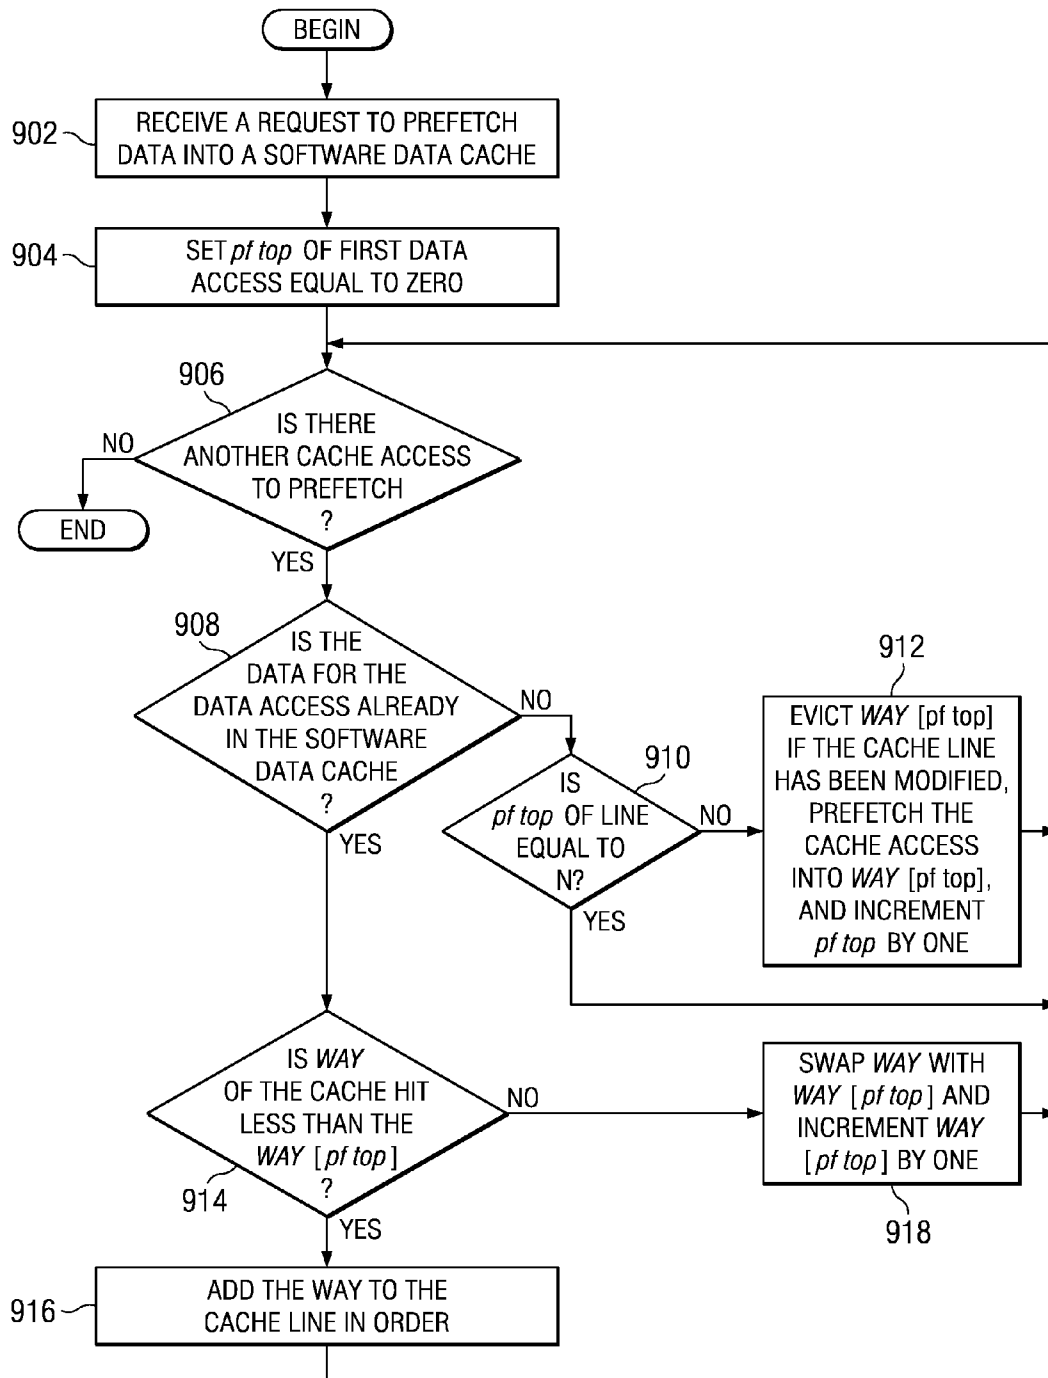 BEGIN
902
RECEIVE A REQUEST TO PREFETCH
DATA INTO A SOFTWARE DATA CACHE
904
SET pf top OF FIRST DATA
ACCESS EQUAL TO ZERO
906
IS THERE
ANOTHER CACHE ACCESS
TO PREFETCH
?
NO
END
YES
908
IS THE
DATA FOR THE
DATA ACCESS ALREADY
IN THE SOFTWARE
DATA CACHE
?
NO
YES
910
IS
pf top OF LINE
EQUAL TO
N?
NO
YES
912
EVICT WAY [pf top]
IF THE CACHE LINE
HAS BEEN MODIFIED,
PREFETCH THE
CACHE ACCESS
INTO WAY [pf top],
AND INCREMENT
pf top BY ONE
IS WAY
OF THE CACHE HIT
LESS THAN THE
WAY [pf top]
?
914
NO
YES
SWAP WAY WITH
WAY [pf top] AND
INCREMENT WAY
[pf top] BY ONE
918
916
ADD THE WAY TO THE
CACHE LINE IN ORDER